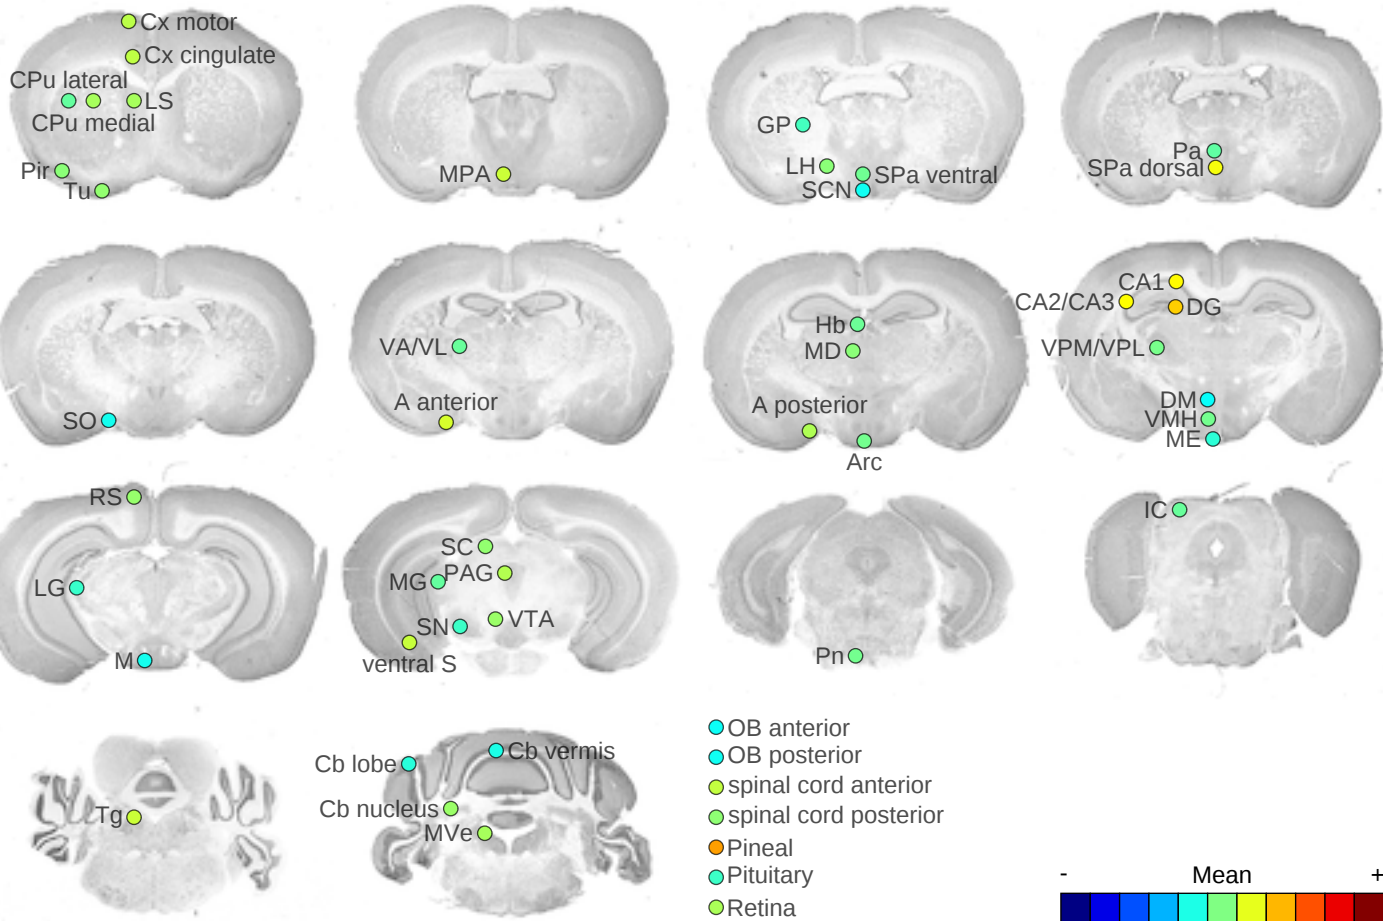 Cx motor
Cx cingulate
CPu lateral
LS
CPu medial
Pir
Tu
MPA
GP
LH
SPa ventral
SCN
Pa
SPa dorsal
SO
VA/VL
A anterior
Hb
MD
A posterior
Arc
CA1
CA2/CA3
DG
VPM/VPL
DM
VMH
ME
RS
LG
M
SC
MG
PAG
SN
VTA
ventral S
Pn
IC
Tg
Cb lobe
Cb vermis
Cb nucleus
MVe
OB anterior
OB posterior
spinal cord anterior
spinal cord posterior
Pineal
Pituitary
Retina
- Mean +